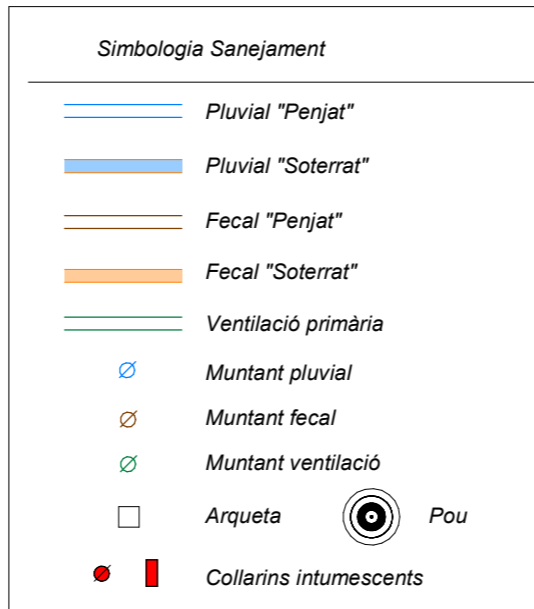 Simbologia Sanejament
Pluvial "Penjat"
Pluvial "Soterrat"
Fecal "Penjat"
Fecal "Soterrat"
Ventilació primària
Muntant pluvial
Muntant fecal
Muntant ventilació
Arqueta Pou
Collarins intumescents